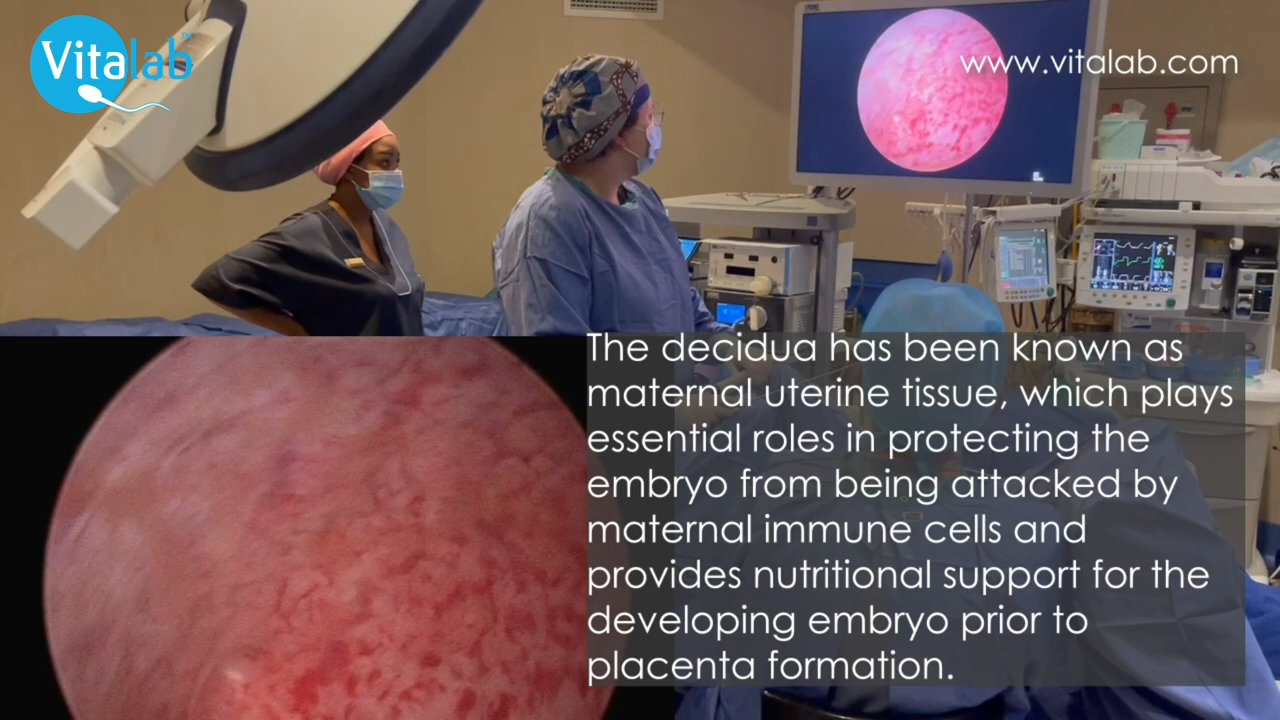 Vitalab™
www.vitalab.com
The decidua has been known as
maternal uterine tissue, which plays
essential roles in protecting the
embryo from being attacked by
maternal immune cells and
provides nutritional support for the
developing embryo prior to
placenta formation.